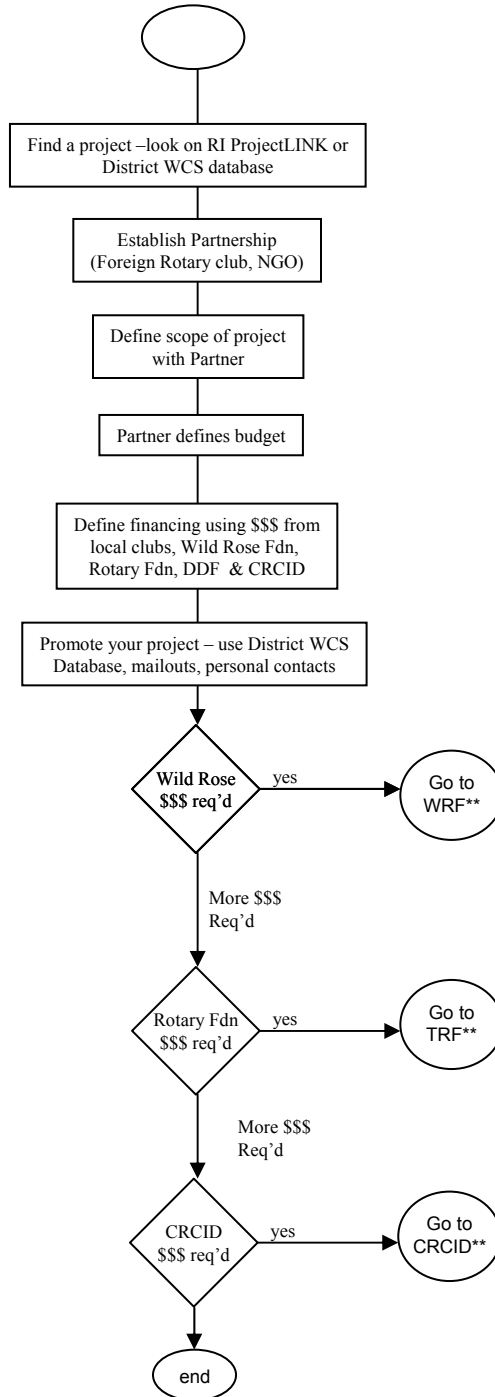 Find a project –look on RI ProjectLINK or
District WCS database
Establish Partnership
(Foreign Rotary club, NGO)
Define scope of project
with Partner
Partner defines budget
Define financing using $$$ from
local clubs, Wild Rose Fdn,
Rotary Fdn, DDF & CRCID
Promote your project – use District WCS
Database, mailouts, personal contacts
Wild Rose
$$$ req’d
yes
Go to
WRF**
More $$$
Req’d
Rotary Fdn
$$$ req’d
yes
Go to
TRF**
More $$$
Req’d
CRCID
$$$ req’d
yes
Go to
CRCID**
end